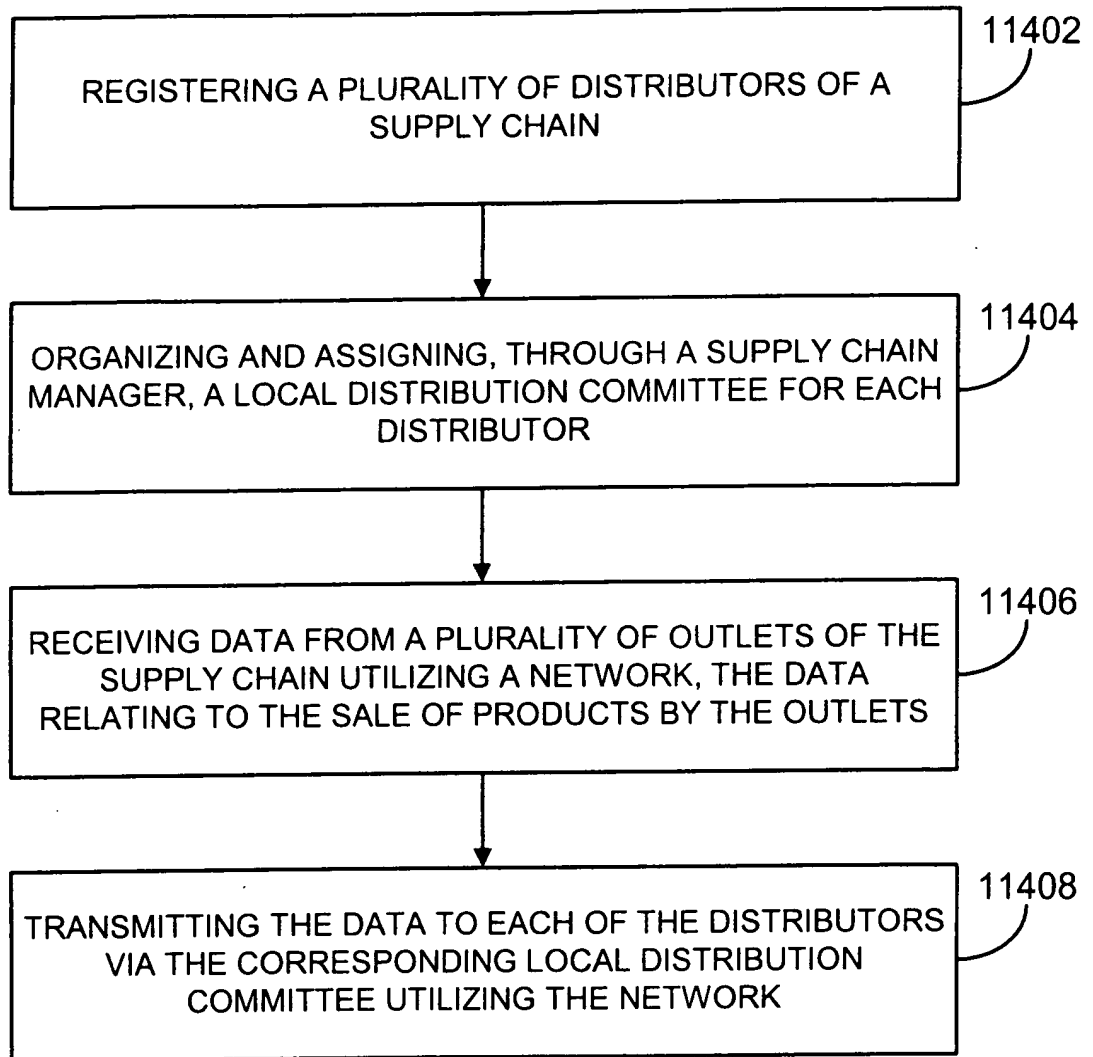 11402
REGISTERING A PLURALITY OF DISTRIBUTORS OF A
SUPPLY CHAIN
11404
ORGANIZING AND ASSIGNING, THROUGH A SUPPLY CHAIN
MANAGER, A LOCAL DISTRIBUTION COMMITTEE FOR EACH
DISTRIBUTOR
11406
RECEIVING DATA FROM A PLURALITY OF OUTLETS OF THE
SUPPLY CHAIN UTILIZING A NETWORK, THE DATA
RELATING TO THE SALE OF PRODUCTS BY THE OUTLETS
11408
TRANSMITTING THE DATA TO EACH OF THE DISTRIBUTORS
VIA THE CORRESPONDING LOCAL DISTRIBUTION
COMMITTEE UTILIZING THE NETWORK